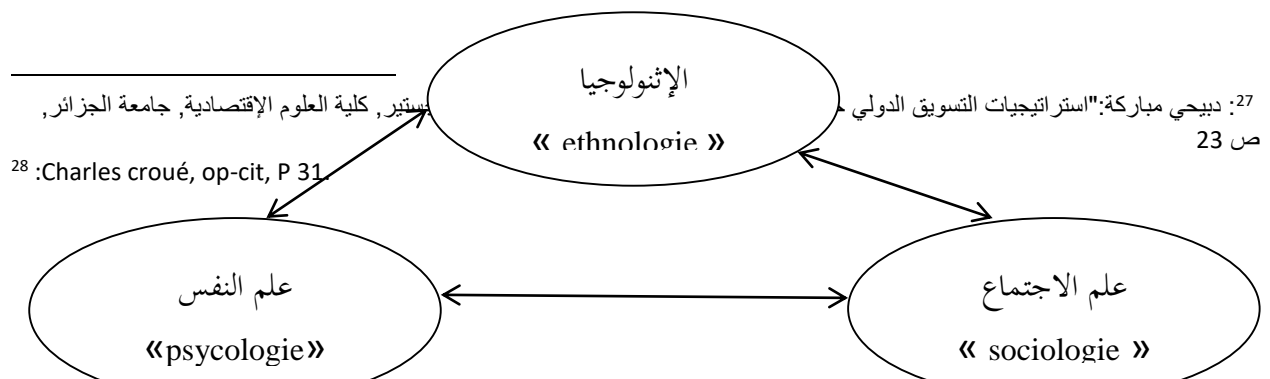 الإثنولوجيا
« ethnologie »
27: دبيحي مباركة:"استراتيجيات التسويق الدولي جستير, كلية العلوم الإقتصادية, جامعة الجزائر,
ص 23
28 :Charles croué, op-cit, P 31.
علم النفس
«psycologie»
علم الاجتماع
« sociologie »